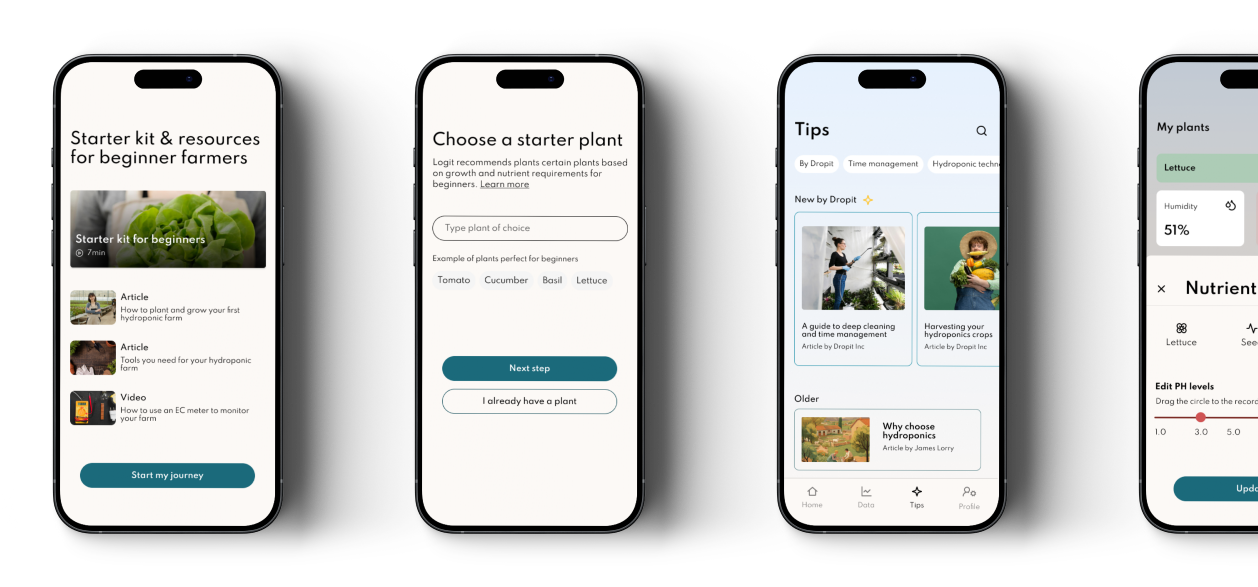 Starter kit & resources
for beginner farmers
Starter kit for beginners
7min
Article
How to plant and grow your first
hydroponic farm
Article
Tools you need for your hydroponic
farm
Video
How to use an EC meter to monitor
your farm
Start my journey
Choose a starter plant
Logit recommends plants certain plants based
on growth and nutrient requirements for
beginners. Learn more
Type plant of choice
Example of plants perfect for beginners
Tomato Cucumber Basil Lettuce
Next step
I already have a plant
Tips
By Dropit Time management Hydroponic techn
New by Dropit
A guide to deep cleaning
and time management
Article by Dropit Inc
Harvesting your
hydroponics crops
Article by Dropit Inc
Older
Why choose
hydroponics
Article by James Lorry
Home Data Tips Profile
My plants
Lettuce
Humidity
51%
Nutrient
Lettuce See
Edit PH levels
Drag the circle to the record
1.0 3.0 5.0
Upda